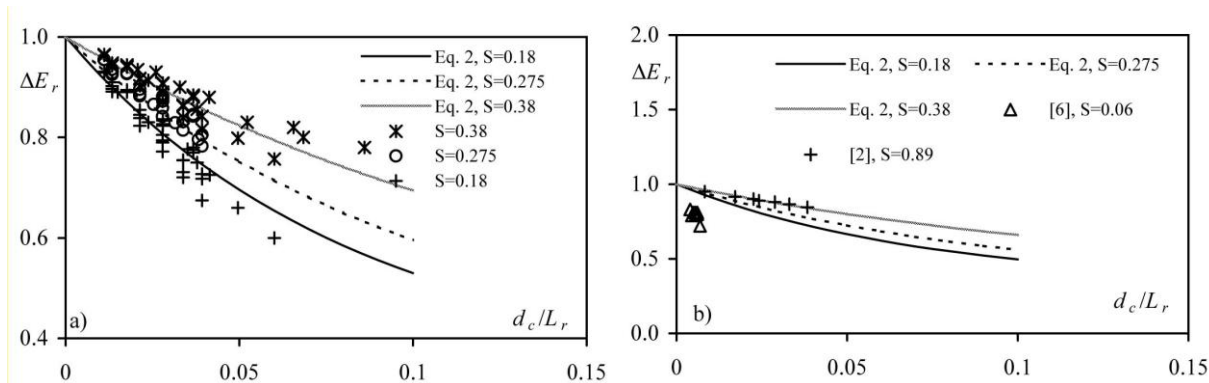 1.0
ΔE_r
0.8
0.6
0.4
Eq. 2, S=0.18
Eq. 2, S=0.275
Eq. 2, S=0.38
S=0.38
S=0.275
S=0.18
a)
d_c/L_r
0 0.05 0.1 0.15
2.0
ΔE_r
1.5
1.0
0.5
0.0
Eq. 2, S=0.18 Eq. 2, S=0.275
Eq. 2, S=0.38 [6], S=0.06
[2], S=0.89
b)
d_c/L_r
0 0.05 0.1 0.15